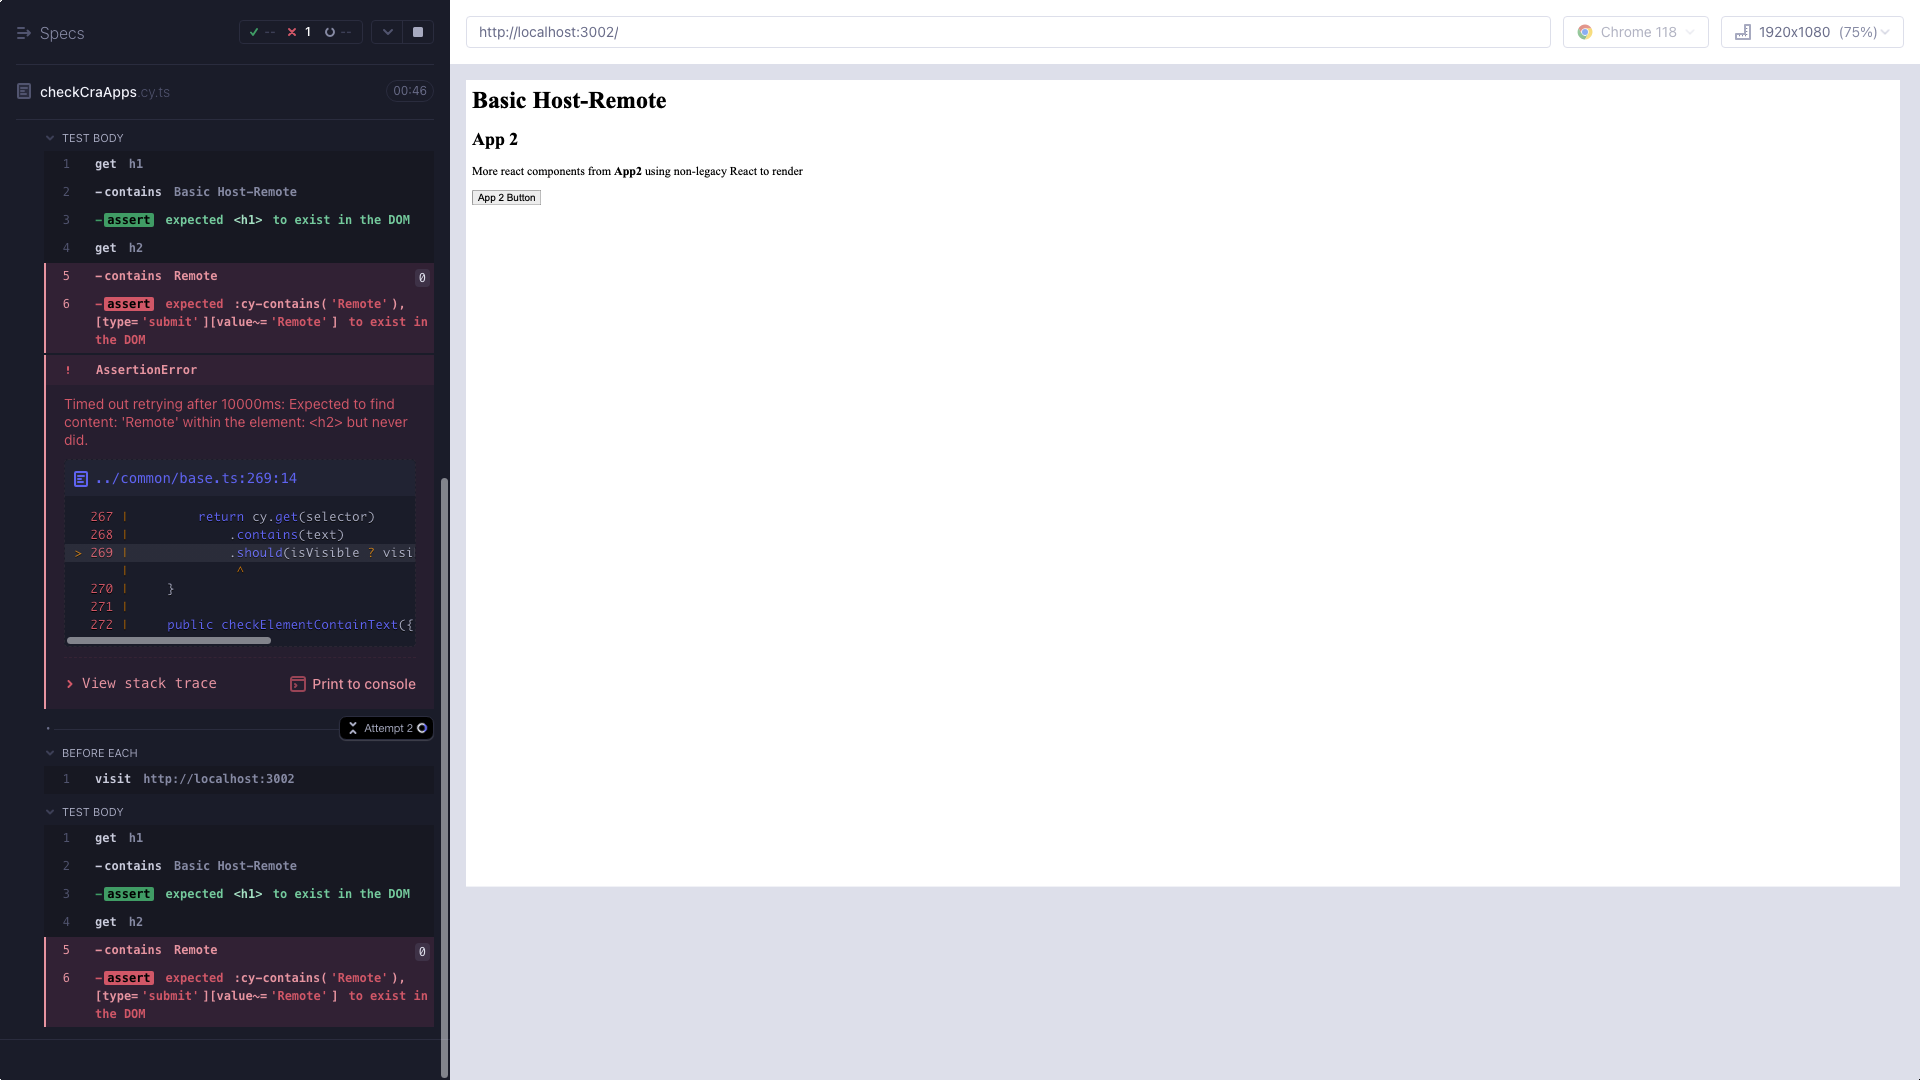 Specs
-- 1 --
checkCraApps.cy.ts 00:46
TEST BODY
1 get h1
2 -contains Basic Host-Remote
3 -assert expected <h1> to exist in the DOM
4 get h2
5 -contains Remote 0
6 -assert expected :cy-contains('Remote'),
[type='submit'][value~='Remote'] to exist in
the DOM
! AssertionError
Timed out retrying after 10000ms: Expected to find
content: 'Remote' within the element: <h2> but never
did.
../common/base.ts:269:14
267 | return cy.get(selector)
268 | .contains(text)
> 269 | .should(isVisible ? visi
| ^
270 | }
271 |
272 | public checkElementContainText({
View stack trace Print to console
Attempt 2
BEFORE EACH
1 visit http://localhost:3002
TEST BODY
1 get h1
2 -contains Basic Host-Remote
3 -assert expected <h1> to exist in the DOM
4 get h2
5 -contains Remote 0
6 -assert expected :cy-contains('Remote'),
[type='submit'][value~='Remote'] to exist in
the DOM
http://localhost:3002/
Chrome 118
1920x1080 (75%)
Basic Host-Remote
App 2
More react components from App2 using non-legacy React to render
App 2 Button